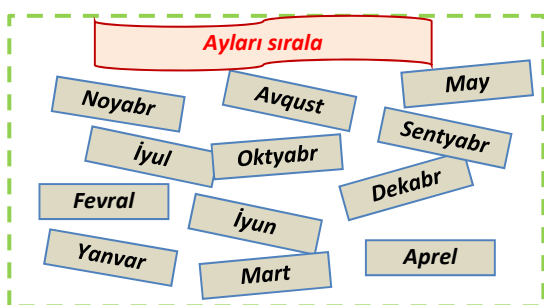 Ayları sırala
May
Noyabr
Avqust
Sentyabr
İyul
Oktyabr
Dekabr
Fevral
İyun
Yanvar
Mart
Aprel